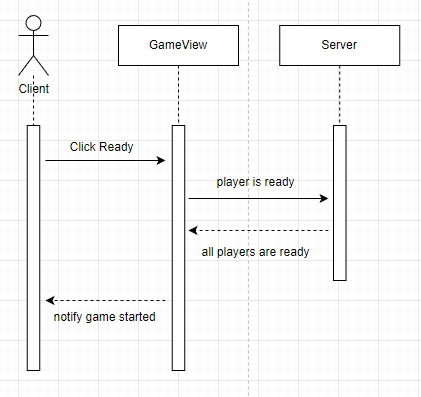 GameView
Server
Client
Click Ready
player is ready
all players are ready
notify game started